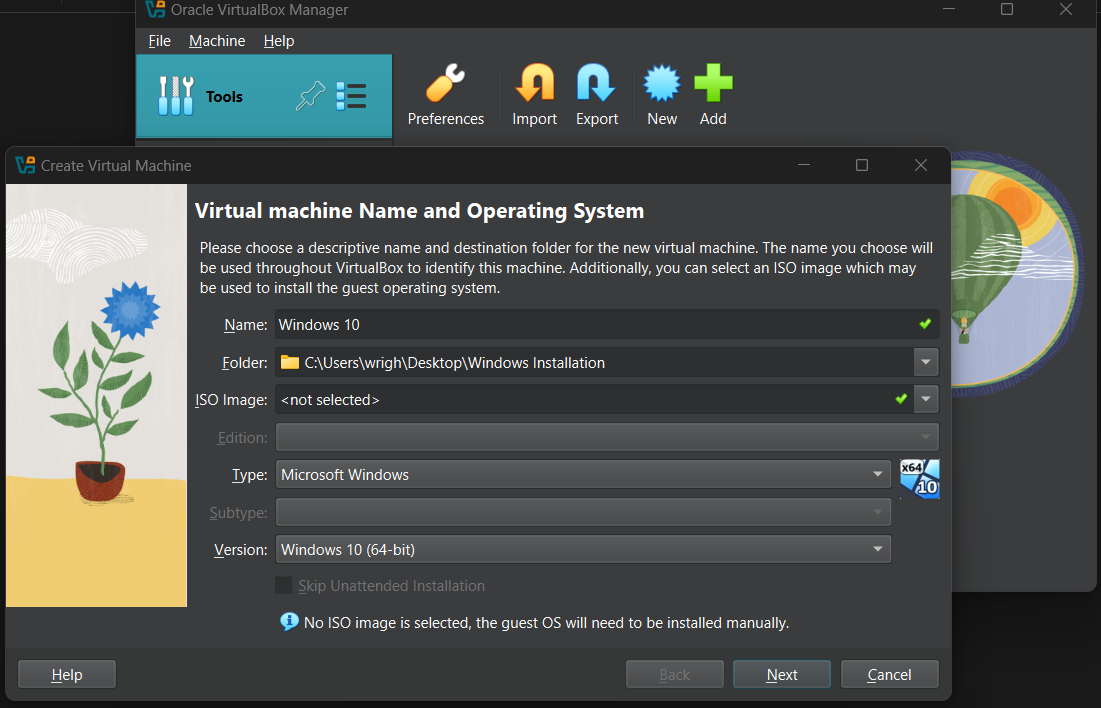 Oracle VirtualBox Manager
File Machine Help
Tools
Preferences Import Export New Add
Create Virtual Machine
Virtual machine Name and Operating System
Please choose a descriptive name and destination folder for the new virtual machine. The name you choose will
be used throughout VirtualBox to identify this machine. Additionally, you can select an ISO image which may
be used to install the guest operating system.
Name: Windows 10
Folder: C:\Users\wrigh\Desktop\Windows Installation
ISO Image: <not selected>
Edition:
Type: Microsoft Windows
x64
10
Subtype:
Version: Windows 10 (64-bit)
Skip Unattended Installation
No ISO image is selected, the guest OS will need to be installed manually.
Help Back Next Cancel